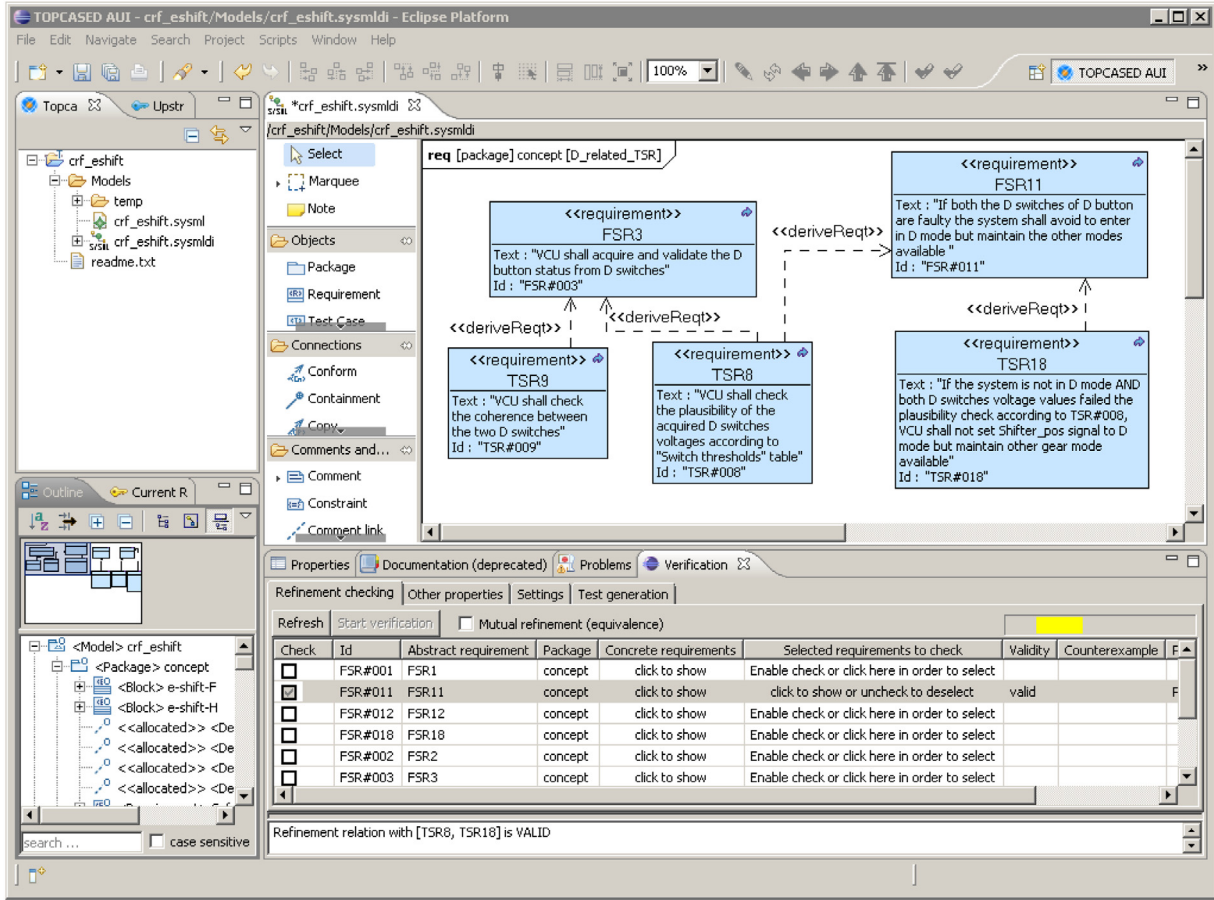 TOPCASED AUI - crf_eshift/Models/crf_eshift.sysmldi - Eclipse Platform
File Edit Navigate Search Project Scripts Window Help
100%
TOPCASED AUI
»
Topca
Upstr
crf_eshift
Models
temp
crf_eshift.sysml
crf_eshift.sysmldi
readme.txt
*crf_eshift.sysmldi
/crf_eshift/Models/crf_eshift.sysmldi
Select
Marquee
Note
Objects
Package
Requirement
Test Case
Connections
Conform
Containment
Copy
Comments and...
Comment
Constraint
Comment link
req [package] concept [D_related_TSR]
<<requirement>>
FSR3
Text : "VCU shall acquire and validate the D
button status from D switches"
Id : "FSR#003"
<<deriveReqt>>
<<requirement>>
FSR11
Text : "If both the D switches of D button
are faulty the system shall avoid to enter
in D mode but maintain the other modes
available "
Id : "FSR#011"
<<deriveReqt>>
<<deriveReqt>>
<<deriveReqt>>
<<requirement>>
TSR9
Text : "VCU shall check
the coherence between
the two D switches"
Id : "TSR#009"
<<requirement>>
TSR8
Text : "VCU shall check
the plausibility of the
acquired D switches
voltages according to
"Switch thresholds" table"
Id : "TSR#008"
<<requirement>>
TSR18
Text : "If the system is not in D mode AND
both D switches voltage values failed the
plausibility check according to TSR#008,
VCU shall not set Shifter_pos signal to D
mode but maintain other gear mode
available"
Id : "TSR#018"
Outline
Current R
<Model> crf_eshift
<Package> concept
<Block> e-shift-F
<Block> e-shift-H
<<allocated>> <De
<<allocated>> <De
<<allocated>> <De
<<allocated>> <De
search ...
case sensitive
Properties Documentation (deprecated) Problems Verification
Refinement checking Other properties Settings Test generation
Refresh Start verification Mutual refinement (equivalence)
Check Id Abstract requirement Package Concrete requirements Selected requirements to check Validity Counterexample F
FSR#001 FSR1 concept click to show Enable check or click here in order to select
FSR#011 FSR11 concept click to show click to show or uncheck to deselect valid F
FSR#012 FSR12 concept click to show Enable check or click here in order to select
FSR#018 FSR18 concept click to show Enable check or click here in order to select
FSR#002 FSR2 concept click to show Enable check or click here in order to select
FSR#003 FSR3 concept click to show Enable check or click here in order to select
Refinement relation with [TSR8, TSR18] is VALID